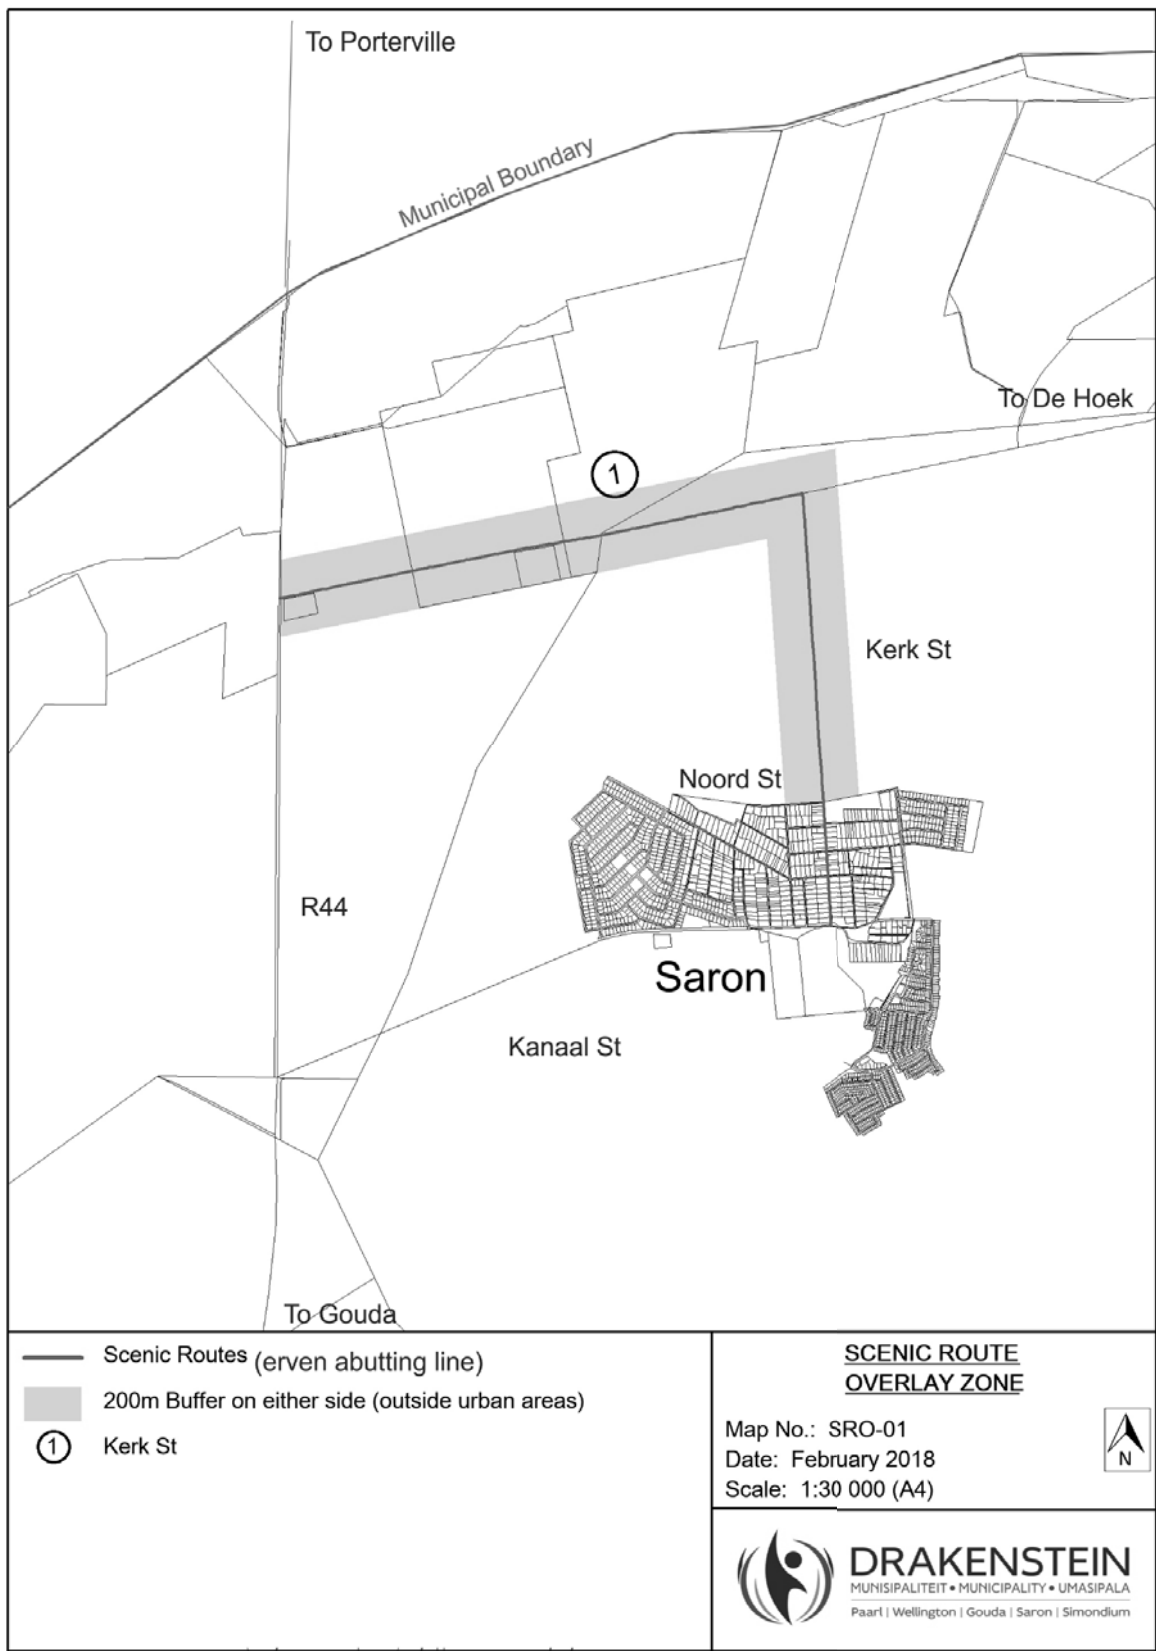 To Porterville
Municipal Boundary
To De Hoek
1
Kerk St
Noord St
R44
Saron
Kanaal St
To Gouda
Scenic Routes (erven abutting line)
200m Buffer on either side (outside urban areas)
1 Kerk St
SCENIC ROUTE
OVERLAY ZONE
Map No.: SRO-01
Date: February 2018
Scale: 1:30 000 (A4)
N
DRAKENSTEIN
MUNISIPALITEIT • MUNICIPALITY • UMASIPALA
Paarl | Wellington | Gouda | Saron | Simondium